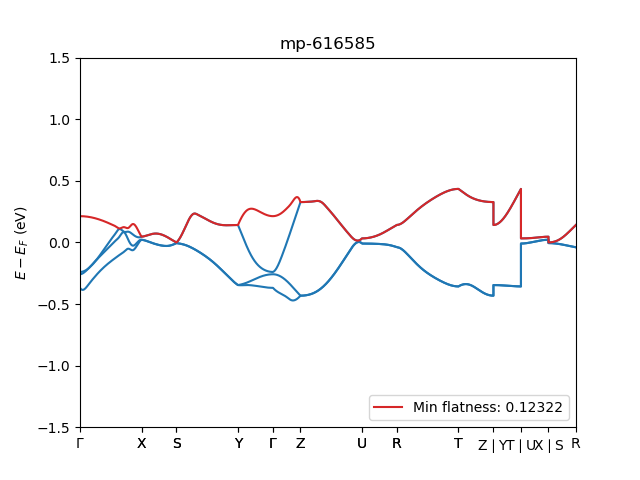 mp-616585
1.5
1.0
0.5
0.0
−0.5
−1.0
−1.5
E − E_F (eV)
Min flatness: 0.12322
Γ X S Y Γ Z U R T Z | YT | UX | S R